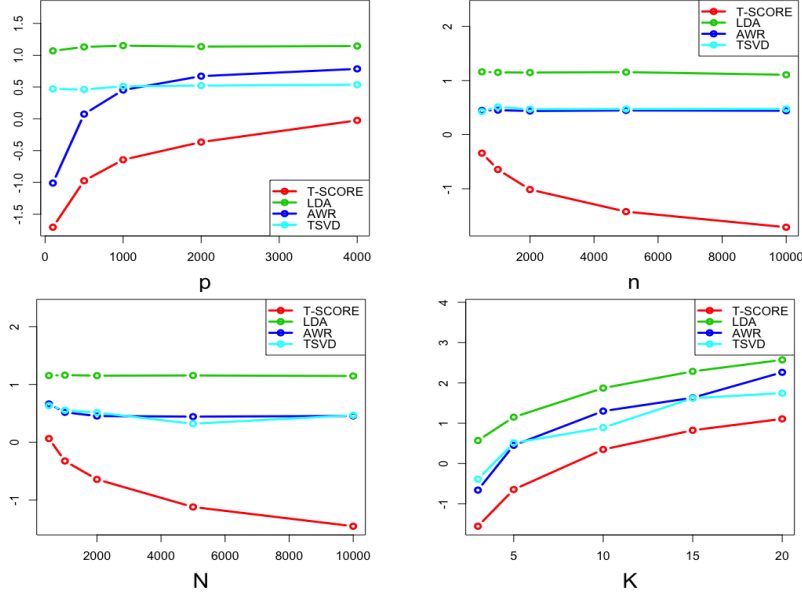 1.5
1.0
0.5
0.0
-0.5
-1.0
-1.5
T-SCORE
LDA
AWR
TSVD
0 1000 2000 3000 4000
p
2
1
0
-1
T-SCORE
LDA
AWR
TSVD
2000 4000 6000 8000 10000
n
2
1
0
-1
T-SCORE
LDA
AWR
TSVD
2000 4000 6000 8000 10000
N
4
3
2
1
0
-1
T-SCORE
LDA
AWR
TSVD
5 10 15 20
K